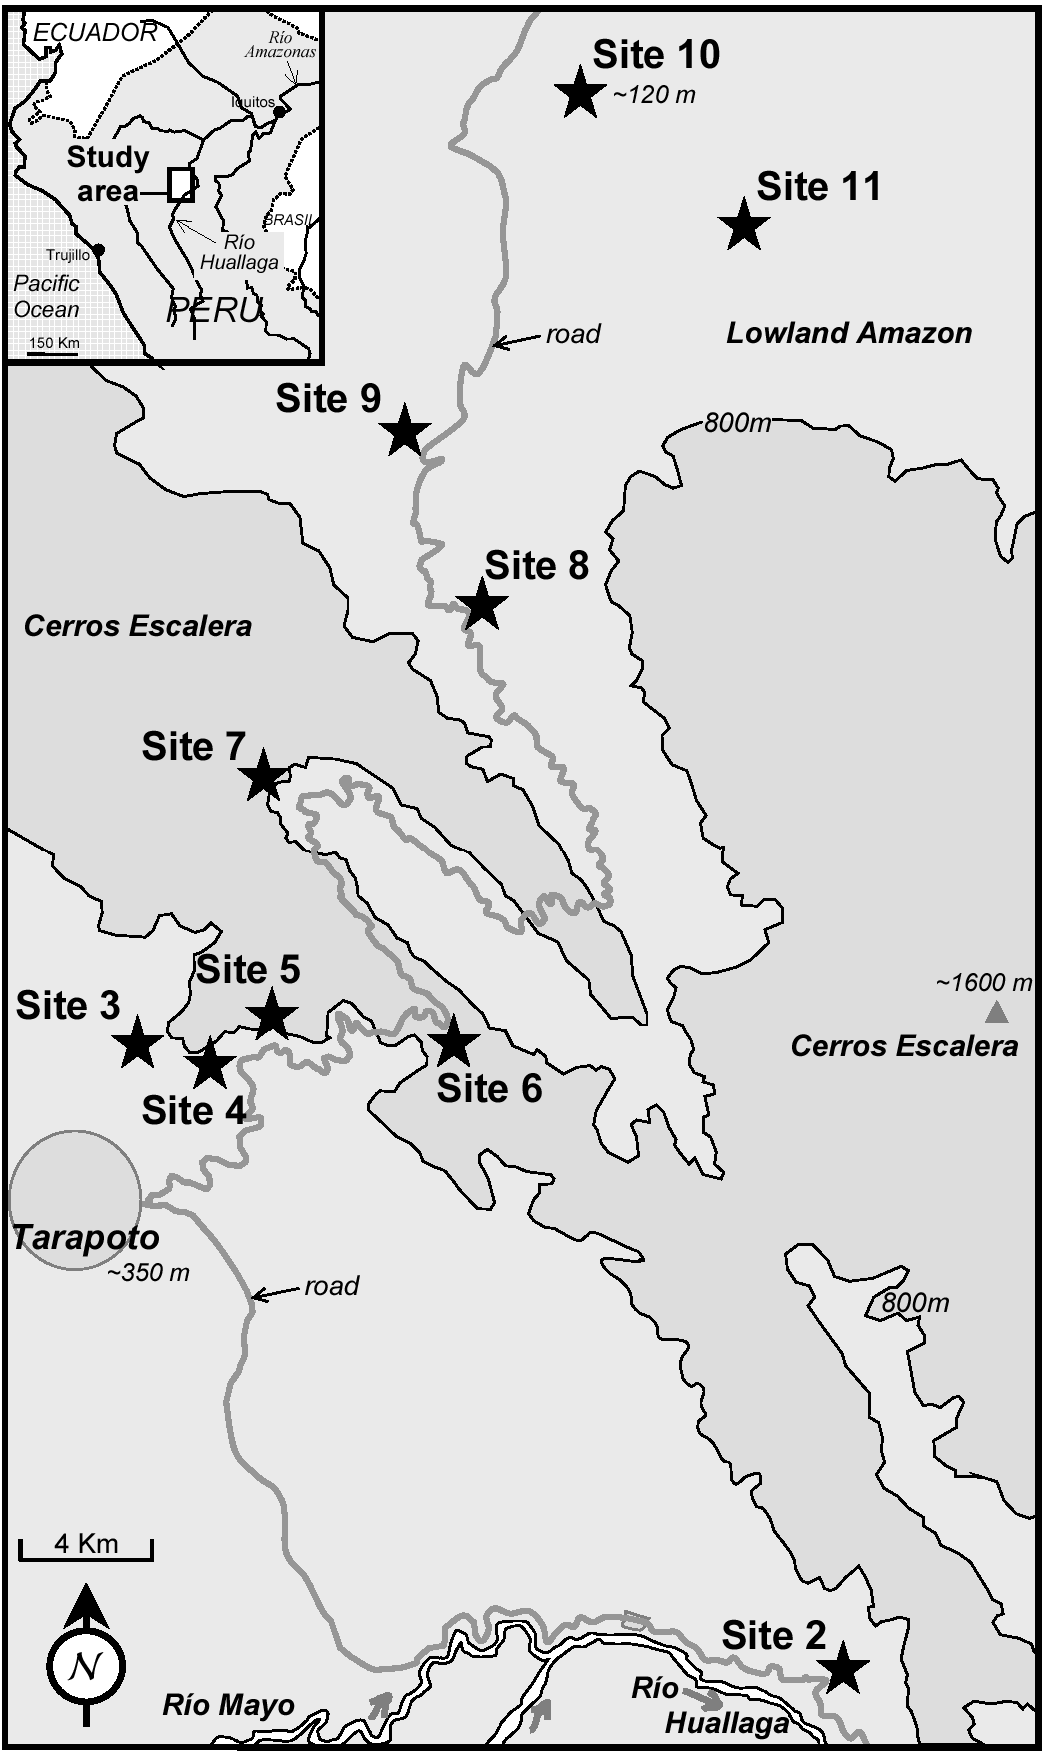 ECUADOR
Río
Amazonas
Iquitos
Study
area
BRASIL
Río
Huallaga
Trujillo
Pacific
Ocean
PERU
150 Km
Site 10
~120 m
Site 11
road
Lowland Amazon
Site 9
800m
Site 8
Cerros Escalera
Site 7
Site 5
~1600 m
Site 3
Cerros Escalera
Site 6
Site 4
Tarapoto
~350 m
road
800m
4 Km
N
Site 2
Río Mayo
Río
Huallaga